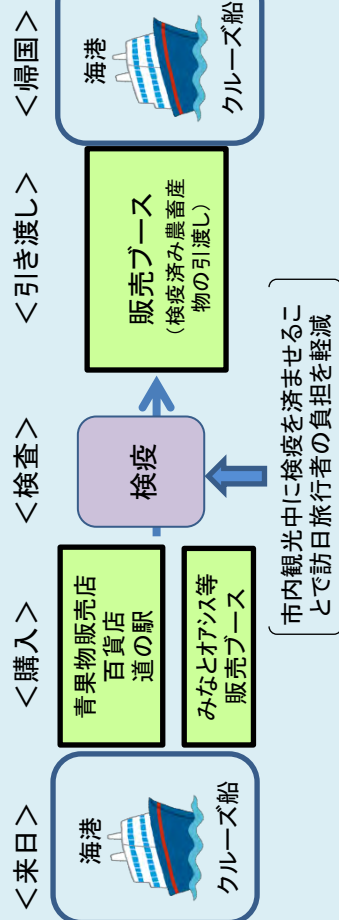 ＜来日＞
海港
クルーズ船
＜購入＞
青果物販売店
百貨店
道の駅
みなとオアシス等
販売ブース
＜検査＞
検疫
市内観光中に検疫を済ませるこ
とで訪日旅行者の負担を軽減
＜引き渡し＞
販売ブース
（検疫済み農畜産
物の引渡し）
＜帰国＞
海港
クルーズ船